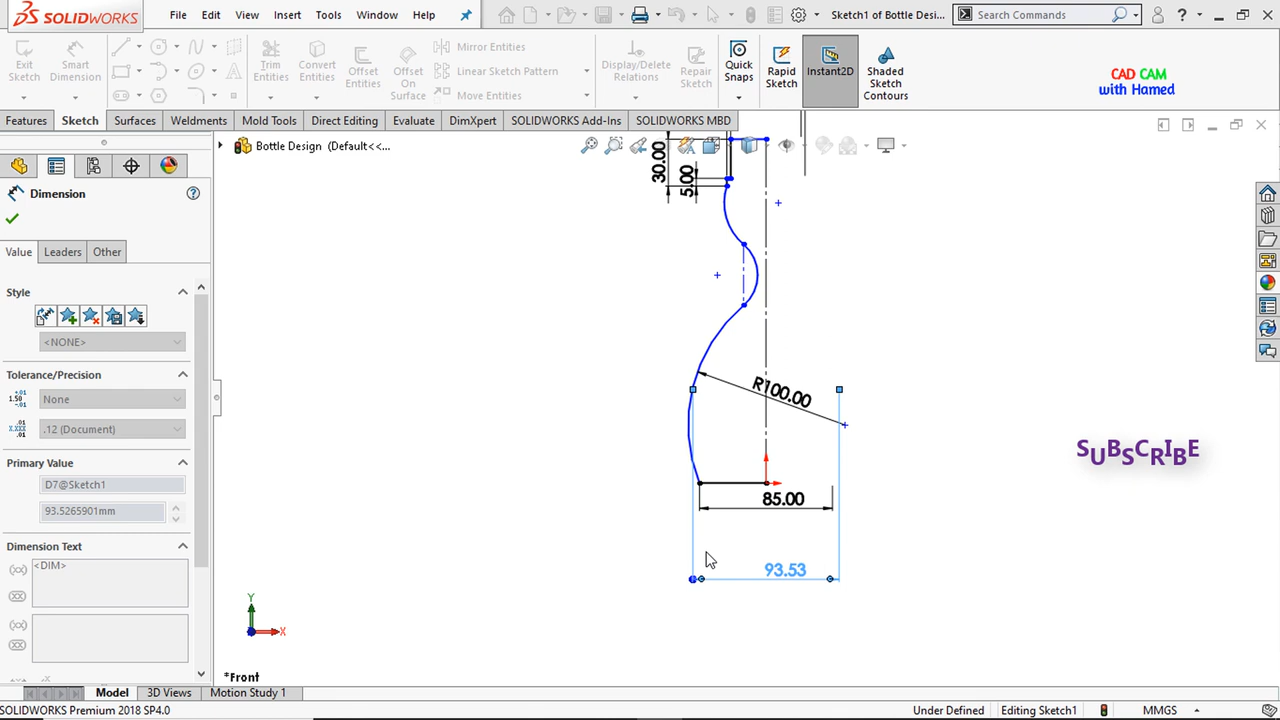 SOLIDWORKS
File Edit View Insert Tools Window Help
Sketch1 of Bottle Desi...
Search Commands
Exit Sketch
Smart Dimension
Trim Entities
Convert Entities
Offset Entities
Offset On Surface
Mirror Entities
Linear Sketch Pattern
Move Entities
Display/Delete Relations
Repair Sketch
Quick Snaps
Rapid Sketch
Instant2D
Shaded Sketch Contours
CAD CAM
with Hamed
Features Sketch Surfaces Weldments Mold Tools Direct Editing Evaluate DimXpert SOLIDWORKS Add-Ins SOLIDWORKS MBD
Bottle Design (Default<<...
Dimension
Value Leaders Other
Style
<NONE>
Tolerance/Precision
None
.12 (Document)
Primary Value
D7@Sketch1
93.5265901mm
Dimension Text
<DIM>
30.00
5.00
R100.00
85.00
93.53
SUBSCRIBE
Y
X
*Front
Model 3D Views Motion Study 1
SOLIDWORKS Premium 2018 SP4.0
Under Defined Editing Sketch1 MMGS